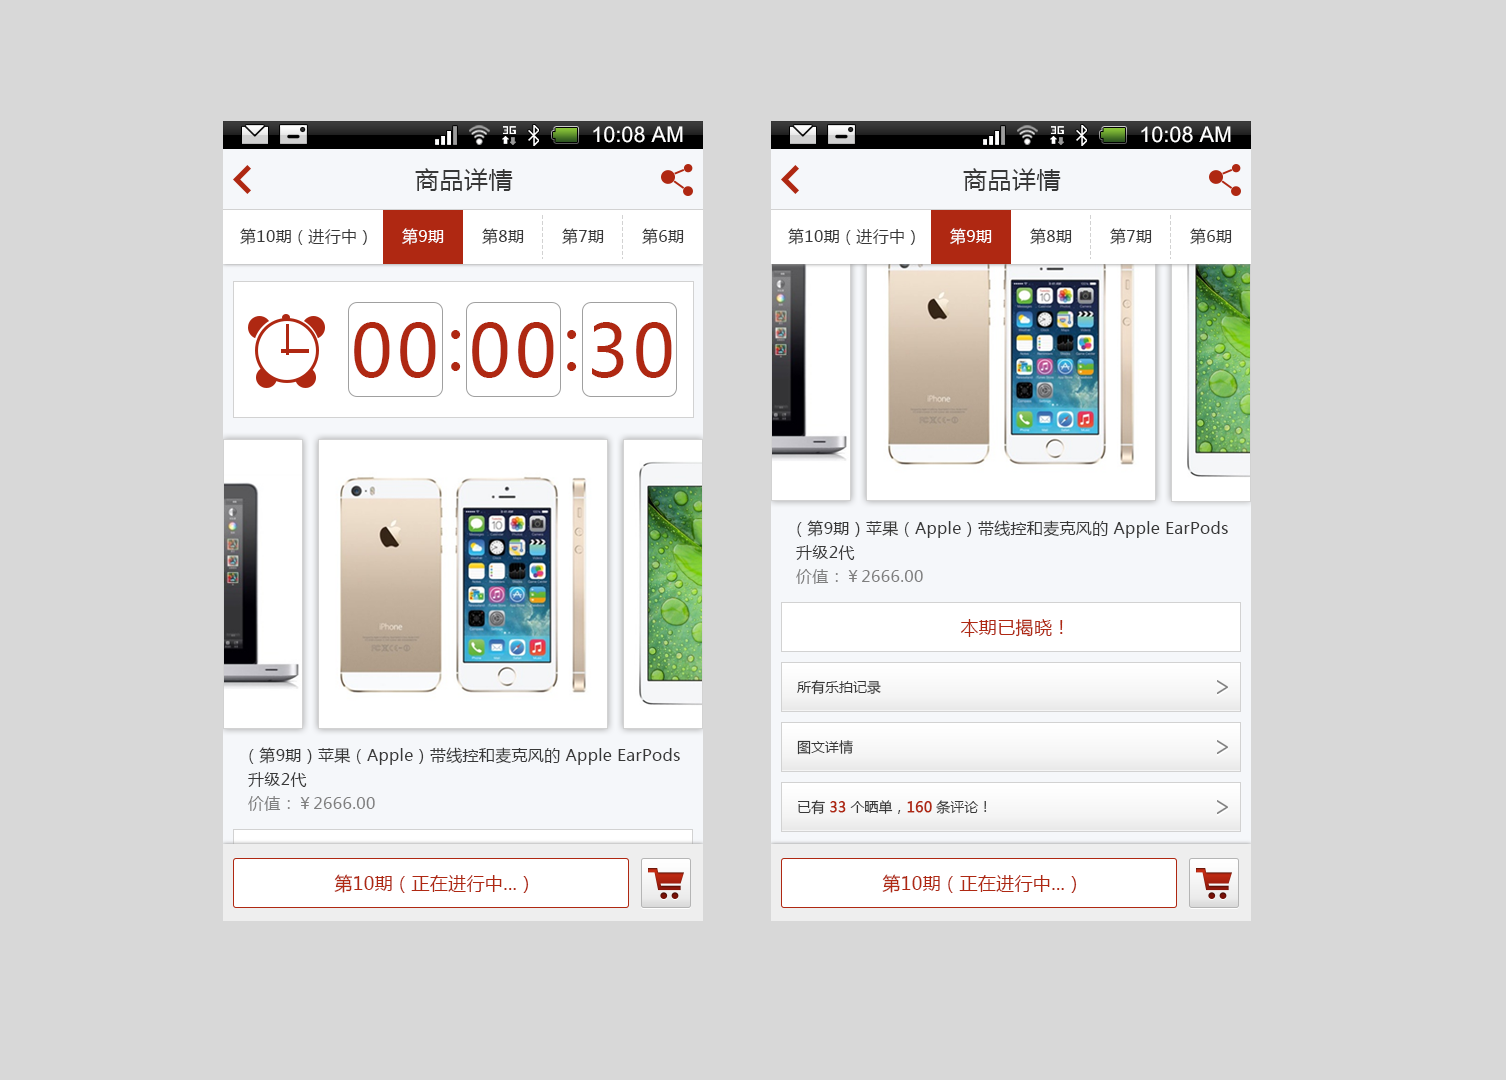 3G 10:08 AM
商品详情
第10期（进行中） 第9期 第8期 第7期 第6期
00:00:30
iPhone
（第9期）苹果（Apple）带线控和麦克风的 Apple EarPods
升级2代
价值：￥2666.00
第10期（正在进行中...）
3G 10:08 AM
商品详情
第10期（进行中） 第9期 第8期 第7期 第6期
iPhone
（第9期）苹果（Apple）带线控和麦克风的 Apple EarPods
升级2代
价值：￥2666.00
本期已揭晓！
所有乐拍记录
图文详情
已有 33 个晒单，160 条评论！
第10期（正在进行中...）